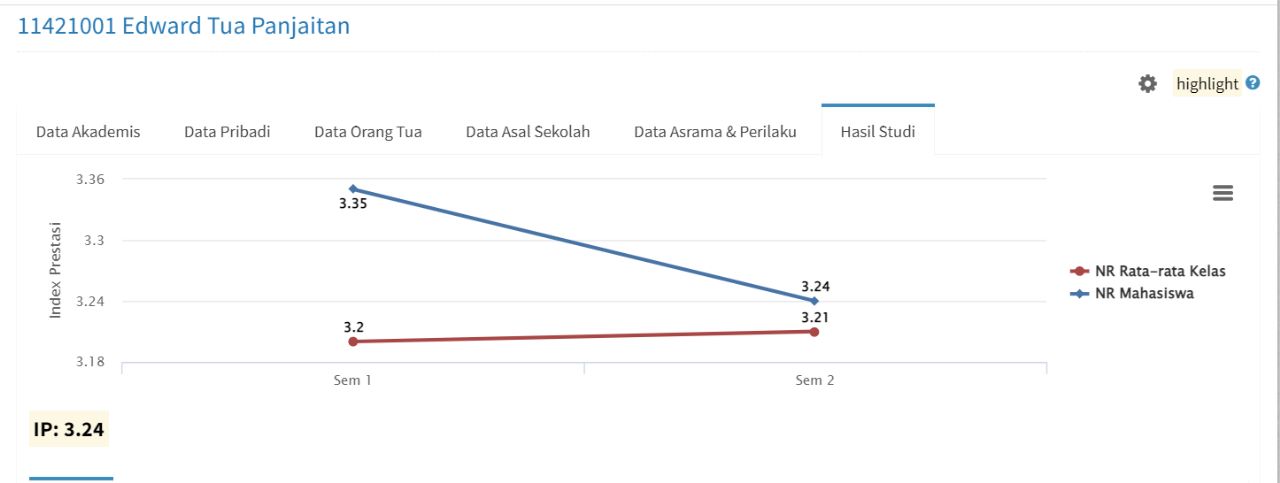 11421001 Edward Tua Panjaitan
highlight
Data Akademis Data Pribadi Data Orang Tua Data Asal Sekolah Data Asrama & Perilaku Hasil Studi
Index Prestasi
3.36
3.3
3.24
3.18
3.35
3.24
3.2
3.21
Sem 1 Sem 2
NR Rata-rata Kelas
NR Mahasiswa
IP: 3.24